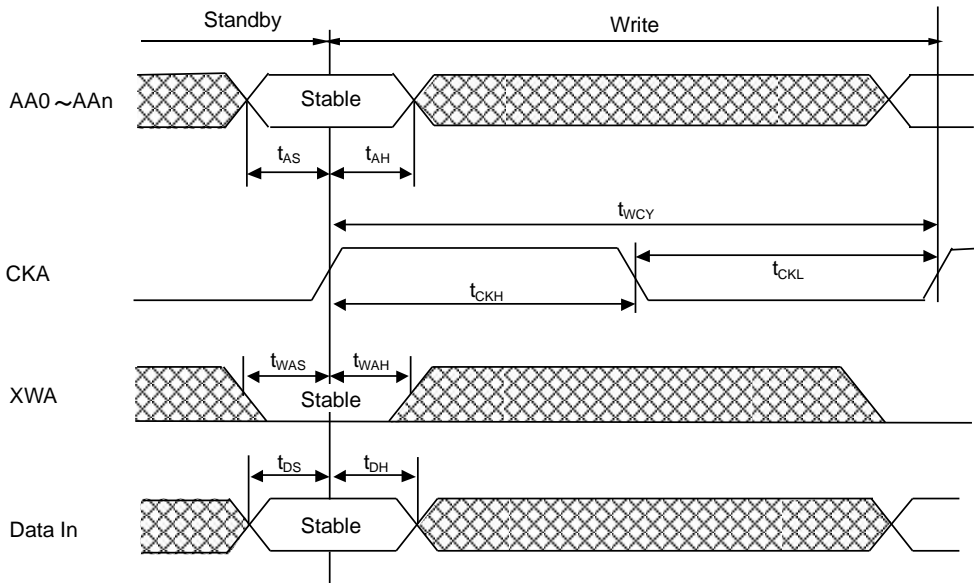 Standby
Write
AA0～AAn
Stable
tAS
tAH
tWCY
CKA
tCKL
tCKH
tWAS
tWAH
XWA
Stable
tDS
tDH
Data In
Stable